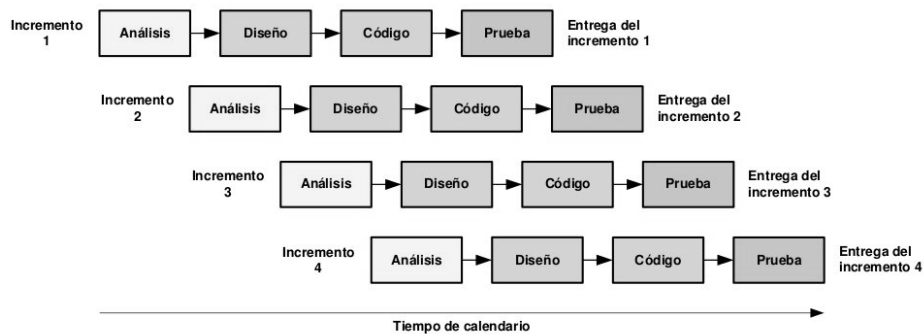 Incremento
1
Análisis
Diseño
Código
Prueba
Entrega del
incremento 1
Incremento
2
Análisis
Diseño
Código
Prueba
Entrega del
incremento 2
Incremento
3
Análisis
Diseño
Código
Prueba
Entrega del
incremento 3
Incremento
4
Análisis
Diseño
Código
Prueba
Entrega del
incremento 4
Tiempo de calendario